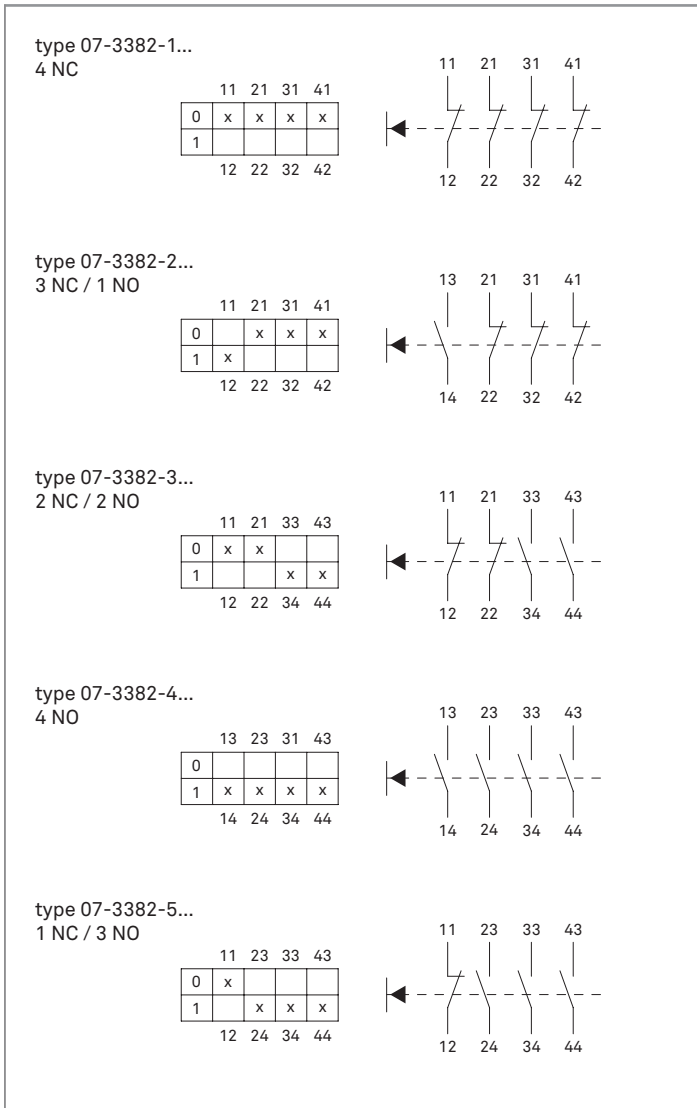 type 07-3382-1...
4 NC
11 21 31 41
0 x x x x
1
12 22 32 42
11 21 31 41
12 22 32 42
type 07-3382-2...
3 NC / 1 NO
11 21 31 41
0 x x x
1 x
12 22 32 42
13 21 31 41
14 22 32 42
type 07-3382-3...
2 NC / 2 NO
11 21 33 43
0 x x
1 x x
12 22 34 44
11 21 33 43
12 22 34 44
type 07-3382-4...
4 NO
13 23 31 43
0
1 x x x x
14 24 34 44
13 23 33 43
14 24 34 44
type 07-3382-5...
1 NC / 3 NO
11 23 33 43
0 x
1 x x x
12 24 34 44
11 23 33 43
12 24 34 44